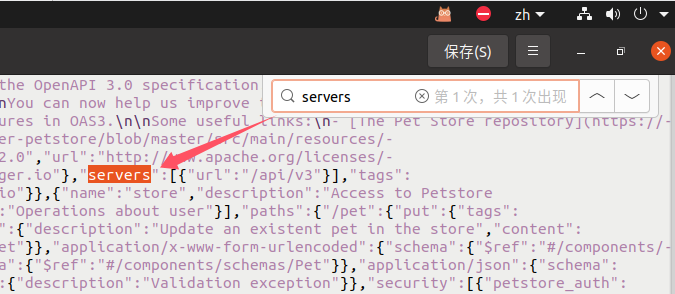 zh
保存(S)
servers
第 1 次，共 1 次出现
the OpenAPI 3.0 specification
\nYou can now help us improve
ures in OAS3.\n\nSome useful links:\n- [The Pet Store repository](https://-
er-petstore/blob/master/src/main/resources/-
2.0","url":"http://www.apache.org/licenses/-
ger.io"},"servers":[{"url":"/api/v3"}],"tags":
io"}},{"name":"store","description":"Access to Petstore
:"Operations about user"}],"paths":{"/pet":{"put":{"tags":
:{"description":"Update an existent pet in the store","content":
et"}},"application/x-www-form-urlencoded":{"schema":{"$ref":"#/components/-
a":{"$ref":"#/components/schemas/Pet"}},"application/json":{"schema":
:{"description":"Validation exception"}},"security":[{"petstore_auth":